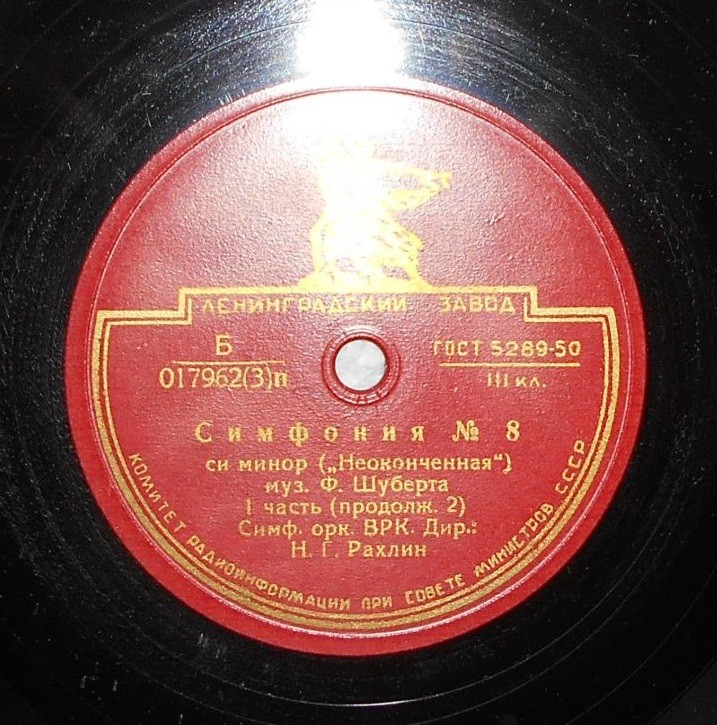 ЛЕНИНГРАДСКИЙ ЗАВОД
Б
017962(3)п
ГОСТ 5289-50
III кл.
Симфония № 8
си минор („Неоконченная“)
муз. Ф. Шуберта
1 часть (продолж. 2)
Симф. орк. ВРК. Дир.:
Н. Г. Рахлин
КОМИТЕТ РАДИОИНФОРМАЦИИ ПРИ СОВЕТЕ МИНИСТРОВ СССР